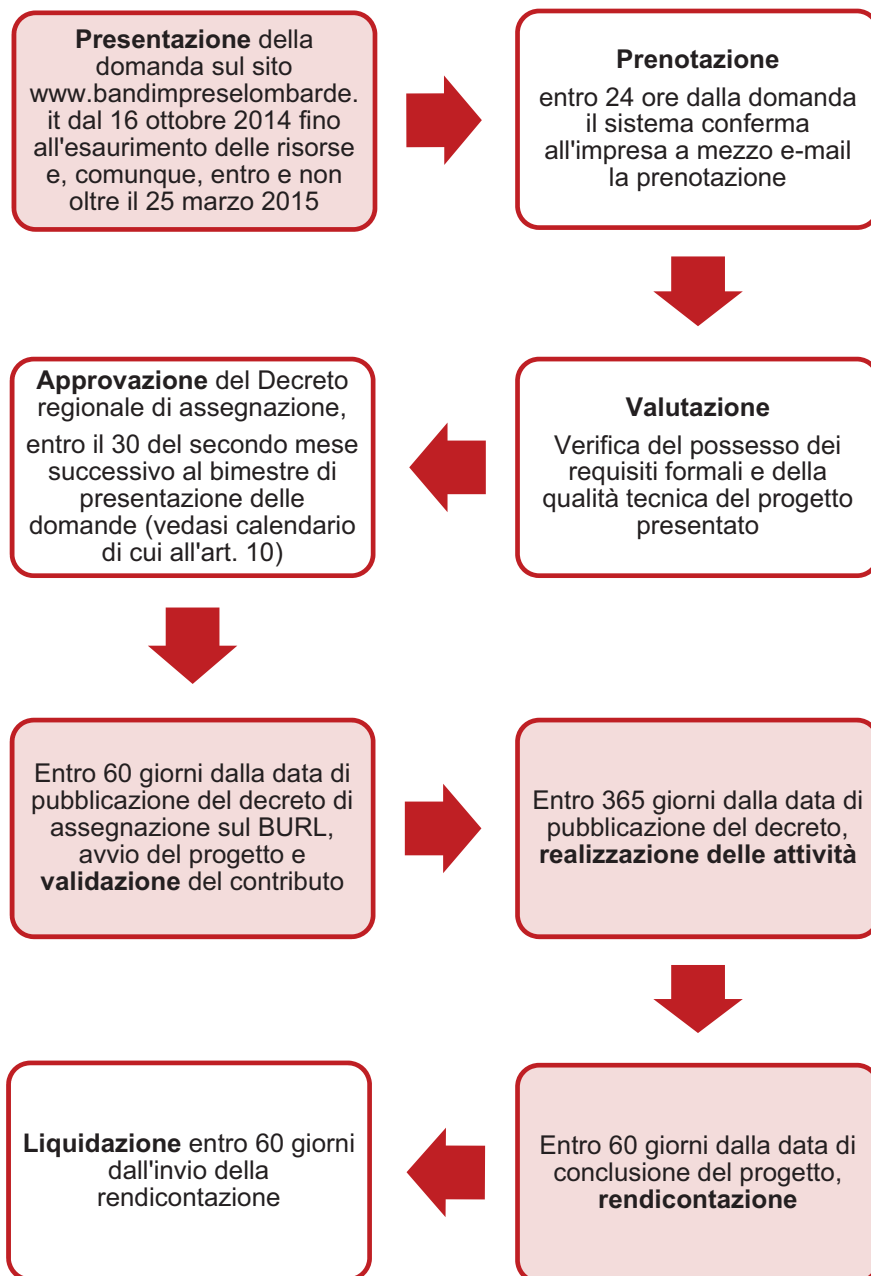 Presentazione della
domanda sul sito
www.bandimpreselombarde.
it dal 16 ottobre 2014 fino
all'esaurimento delle risorse
e, comunque, entro e non
oltre il 25 marzo 2015
Prenotazione
entro 24 ore dalla domanda
il sistema conferma
all'impresa a mezzo e-mail
la prenotazione
Valutazione
Verifica del possesso dei
requisiti formali e della
qualità tecnica del progetto
presentato
Approvazione del Decreto
regionale di assegnazione,
entro il 30 del secondo mese
successivo al bimestre di
presentazione delle
domande (vedasi calendario
di cui all'art. 10)
Entro 60 giorni dalla data di
pubblicazione del decreto di
assegnazione sul BURL,
avvio del progetto e
validazione del contributo
Entro 365 giorni dalla data di
pubblicazione del decreto,
realizzazione delle attività
Entro 60 giorni dalla data di
conclusione del progetto,
rendicontazione
Liquidazione entro 60 giorni
dall'invio della
rendicontazione